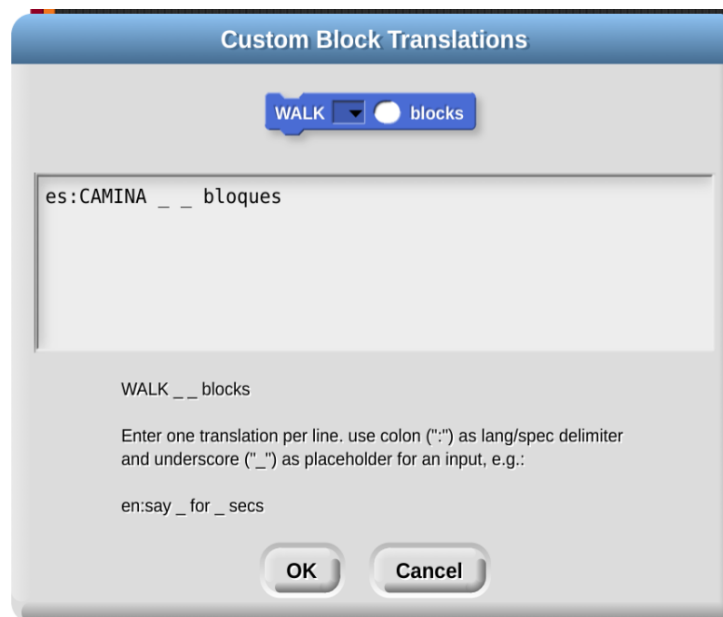 Custom Block Translations
WALK blocks
es:CAMINA _ _ bloques
WALK _ _ blocks
Enter one translation per line. use colon (":") as lang/spec delimiter
and underscore ("_") as placeholder for an input, e.g.:
en:say _ for _ secs
OK Cancel